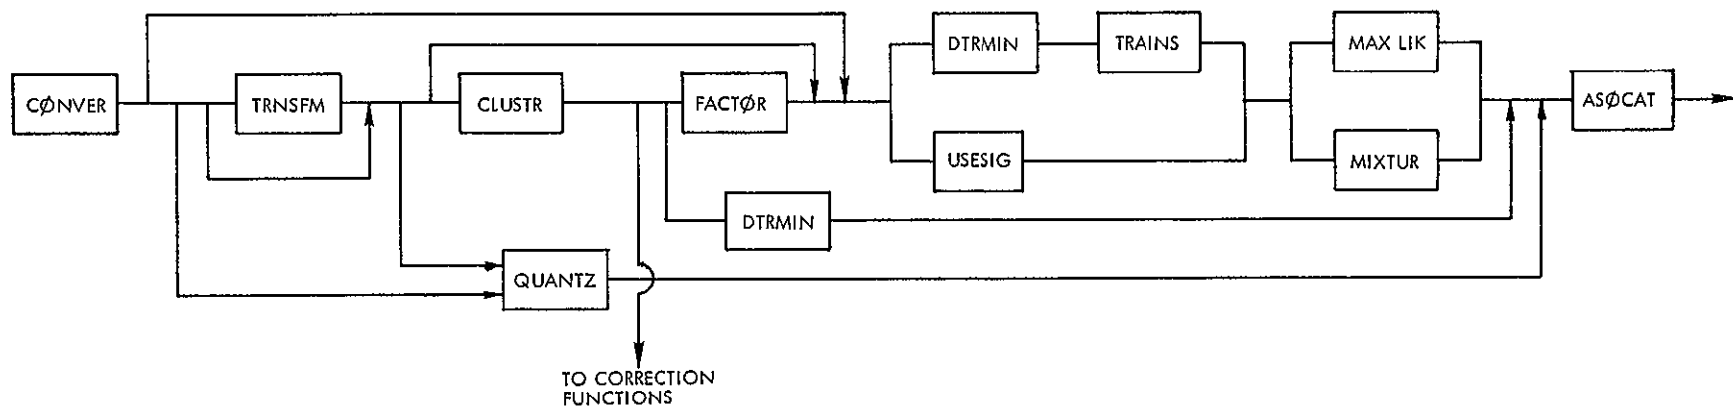 CØNVER
TRNSFM
CLUSTR
FACTØR
DTRMIN
TRAINS
USESIG
MAX LIK
MIXTUR
ASØCAT
DTRMIN
QUANTZ
TO CORRECTION
FUNCTIONS